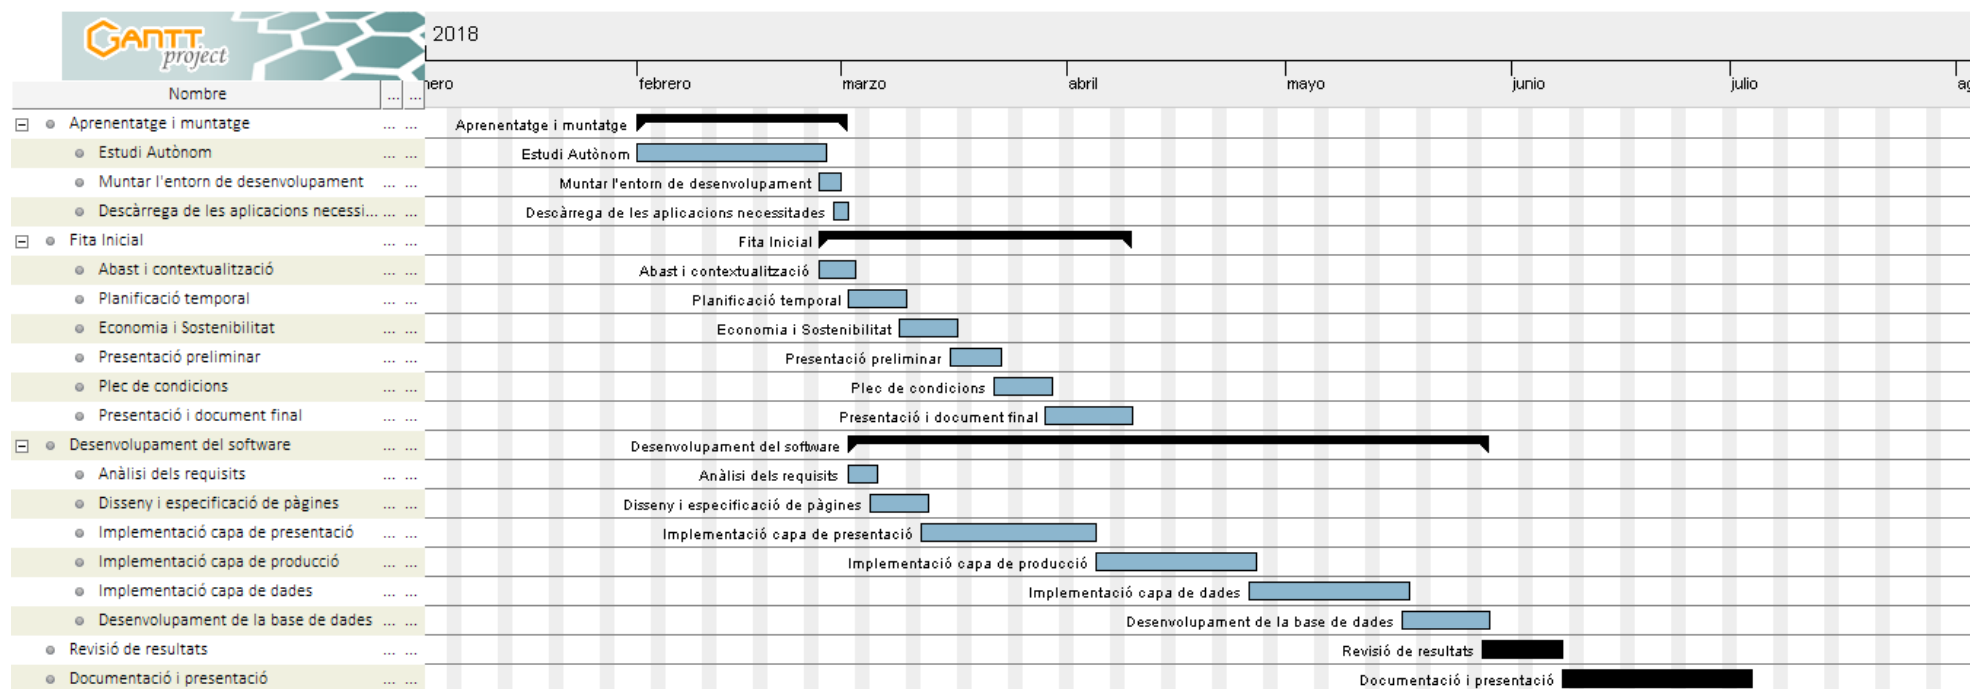 GANTT
project
2018
nero febrero marzo abril mayo junio julio ag
Nombre ... ...
Aprenentatge i muntatge ... ... Aprenentatge i muntatge
Estudi Autònom ... ... Estudi Autònom
Muntar l'entorn de desenvolupament ... ... Muntar l'entorn de desenvolupament
Descàrrega de les aplicacions necessi... ... ... Descàrrega de les aplicacions necessitades
Fita Inicial ... ... Fita Inicial
Abast i contextualització ... ... Abast i contextualització
Planificació temporal ... ... Planificació temporal
Economia i Sostenibilitat ... ... Economia i Sostenibilitat
Presentació preliminar ... ... Presentació preliminar
Plec de condicions ... ... Plec de condicions
Presentació i document final ... ... Presentació i document final
Desenvolupament del software ... ... Desenvolupament del software
Anàlisi dels requisits ... ... Anàlisi dels requisits
Disseny i especificació de pàgines ... ... Disseny i especificació de pàgines
Implementació capa de presentació ... ... Implementació capa de presentació
Implementació capa de producció ... ... Implementació capa de producció
Implementació capa de dades ... ... Implementació capa de dades
Desenvolupament de la base de dades ... ... Desenvolupament de la base de dades
Revisió de resultats ... ... Revisió de resultats
Documentació i presentació ... ... Documentació i presentació